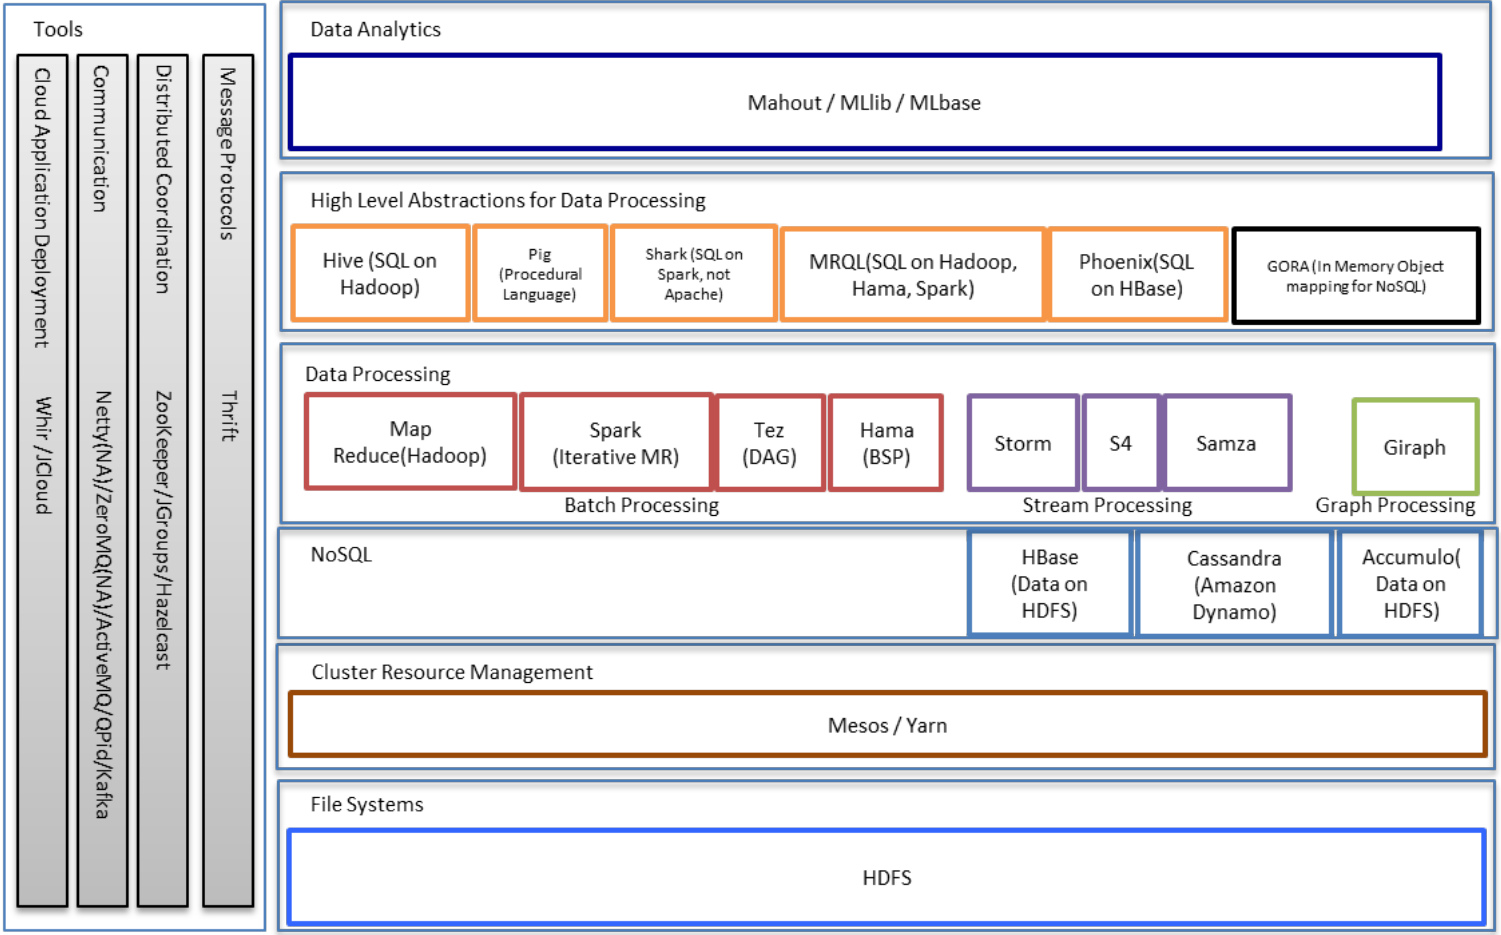 Tools
Cloud Application Deployment Whir /JCloud
Communication Netty(NA)/ZeroMQ(NA)/ActiveMQ/QPid/Kafka
Distributed Coordination ZooKeeper/JGroups/Hazelcast
Message Protocols Thrift
Data Analytics
Mahout / MLlib / MLbase
High Level Abstractions for Data Processing
Hive (SQL on
Hadoop)
Pig
(Procedural
Language)
Shark (SQL on
Spark, not
Apache)
MRQL(SQL on Hadoop,
Hama, Spark)
Phoenix(SQL
on HBase)
GORA (In Memory Object
mapping for NoSQL)
Data Processing
Map
Reduce(Hadoop)
Spark
(Iterative MR)
Tez
(DAG)
Hama
(BSP)
Storm
S4
Samza
Giraph
Batch Processing
Stream Processing
Graph Processing
NoSQL
HBase
(Data on
HDFS)
Cassandra
(Amazon
Dynamo)
Accumulo(
Data on
HDFS)
Cluster Resource Management
Mesos / Yarn
File Systems
HDFS